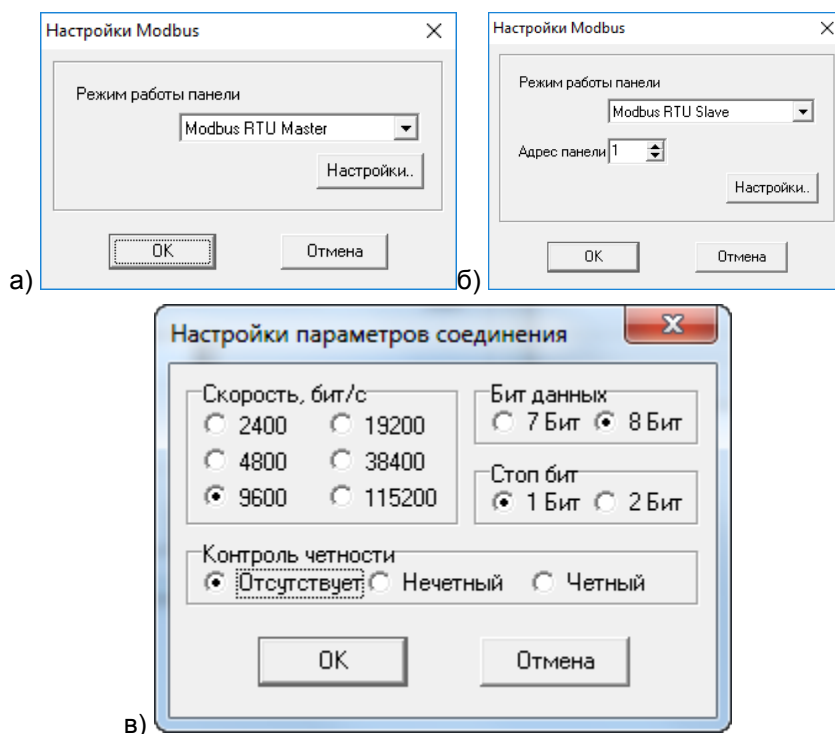 Настройки Modbus
Режим работы панели
Modbus RTU Master
Настройки..
OK Отмена
а)
Настройки Modbus
Режим работы панели
Modbus RTU Slave
Адрес панели 1
Настройки..
OK Отмена
б)
Настройки параметров соединения
Скорость, бит/с
2400 19200
4800 38400
9600 115200
Бит данных
7 Бит 8 Бит
Стоп бит
1 Бит 2 Бит
Контроль четности
Отсутствует Нечетный Четный
OK Отмена
в)